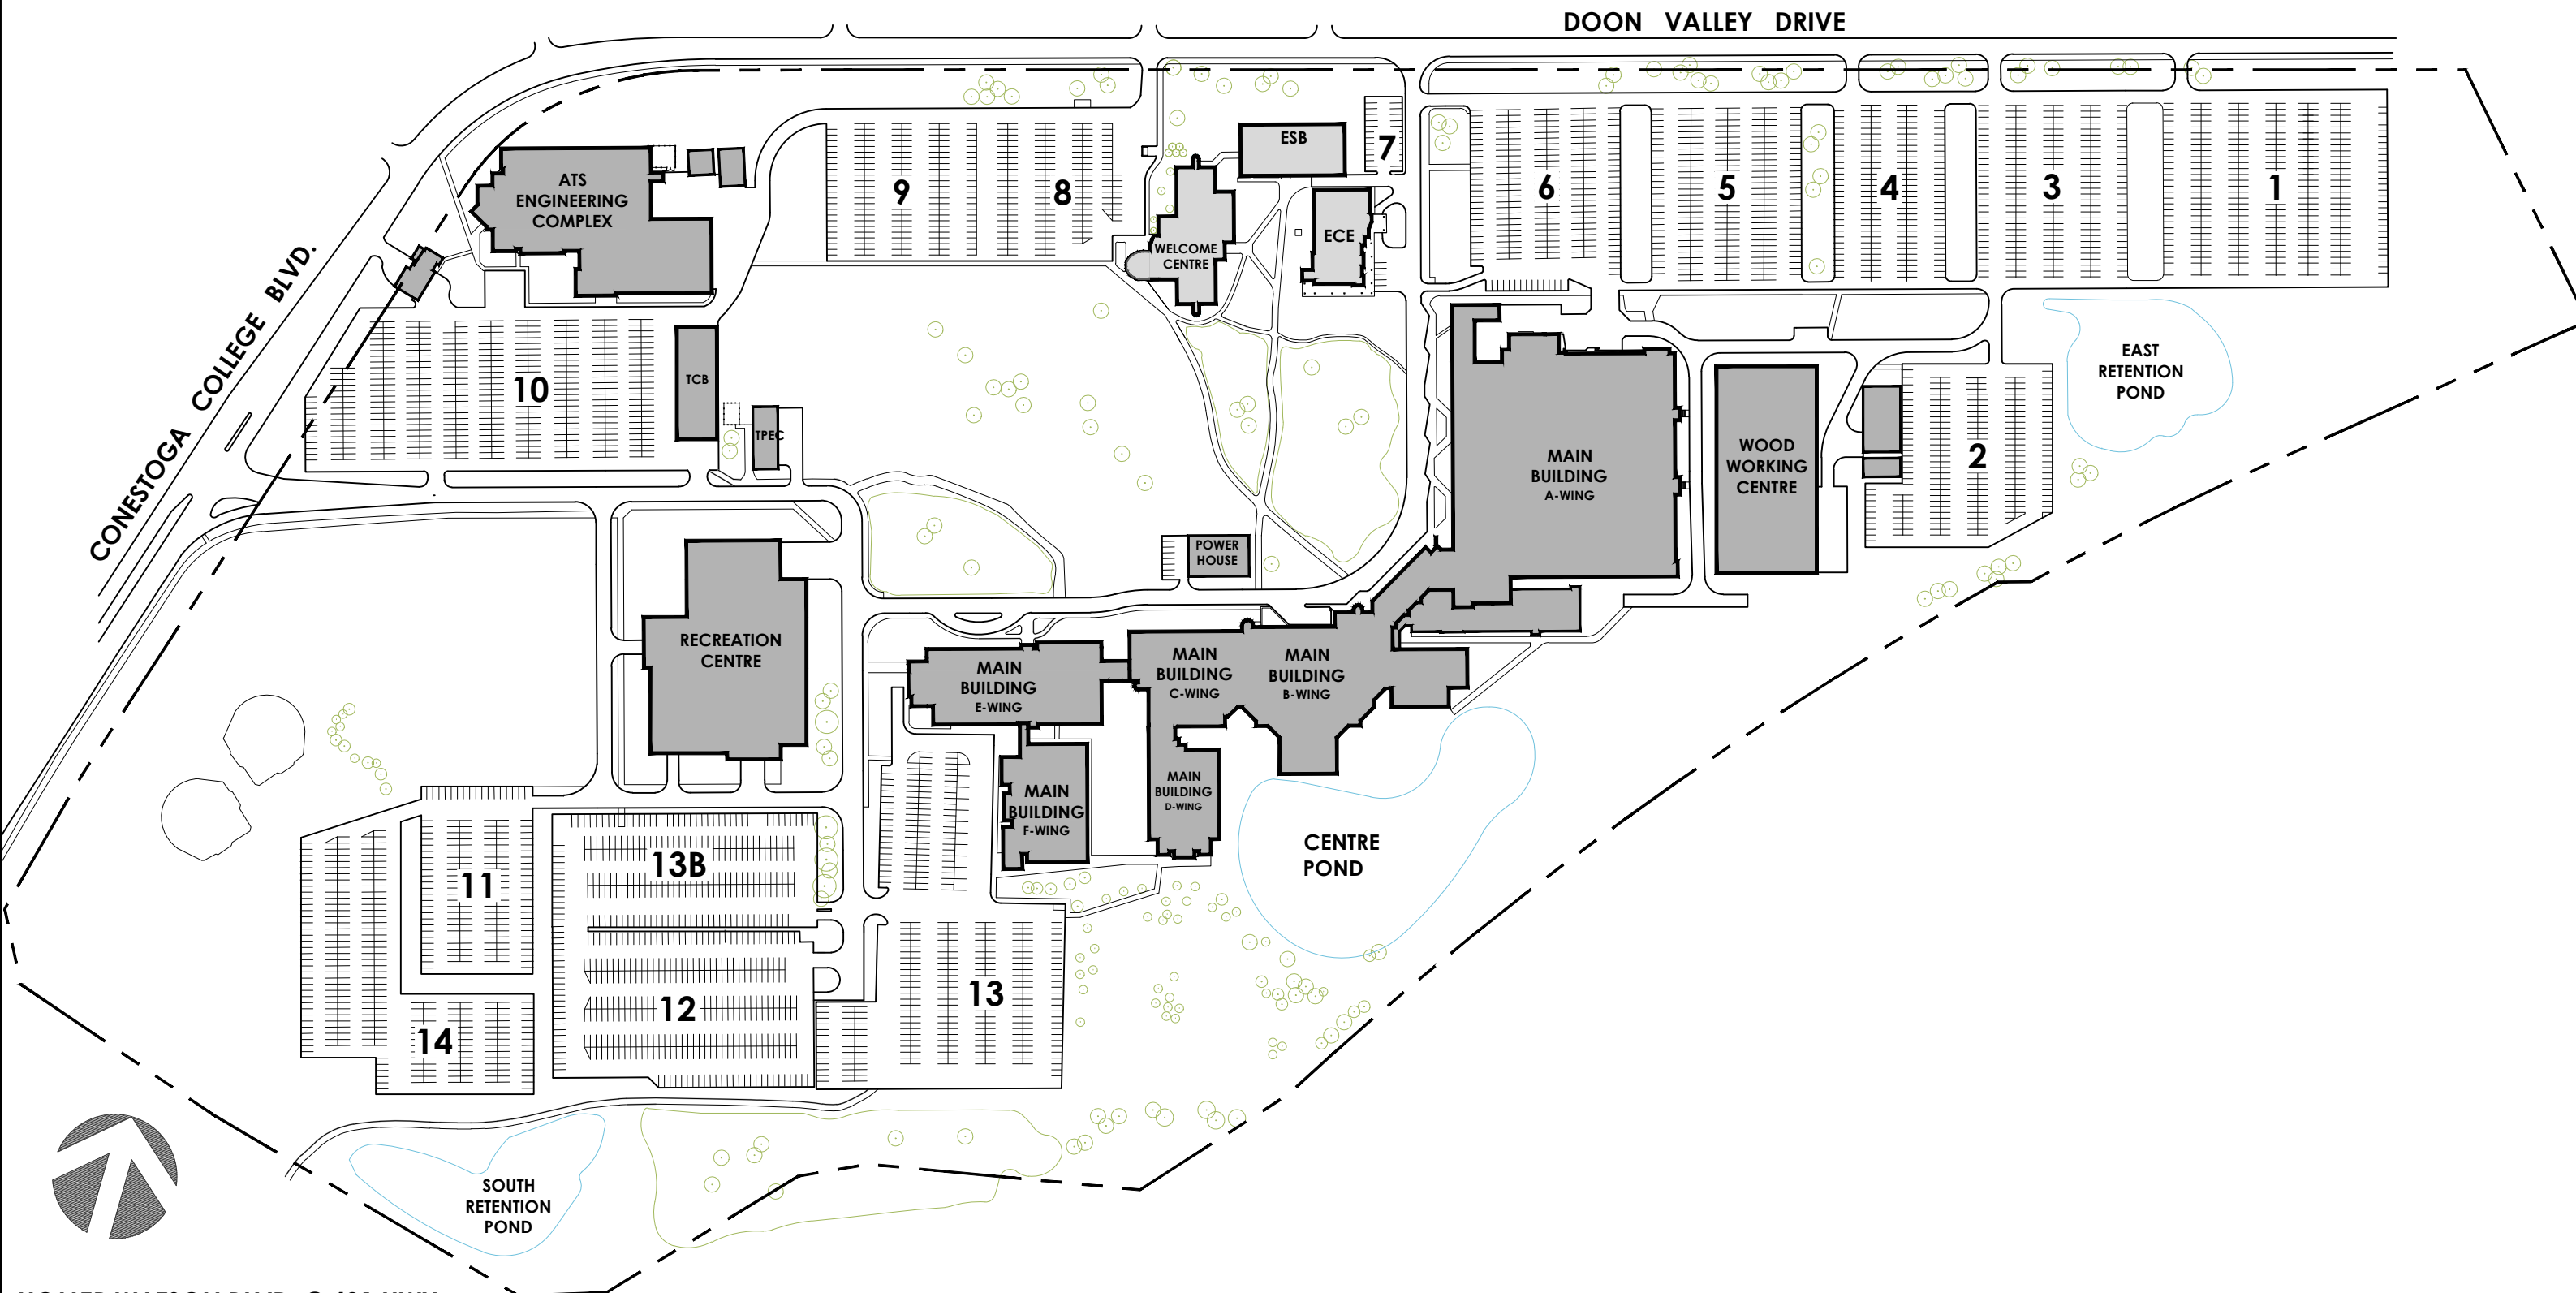 DOON VALLEY DRIVE
ESB
7
ATS
ENGINEERING
COMPLEX
9
8
6
5
4
3
1
WELCOME
CENTRE
ECE
CONESTOGA COLLEGE BLVD.
10
TCB
TPEC
EAST
RETENTION
POND
MAIN
BUILDING
A-WING
WOOD
WORKING
CENTRE
2
POWER
HOUSE
RECREATION
CENTRE
MAIN
BUILDING
E-WING
MAIN
BUILDING
C-WING
MAIN
BUILDING
B-WING
MAIN
BUILDING
F-WING
MAIN
BUILDING
D-WING
CENTRE
POND
13B
11
12
13
14
SOUTH
RETENTION
POND